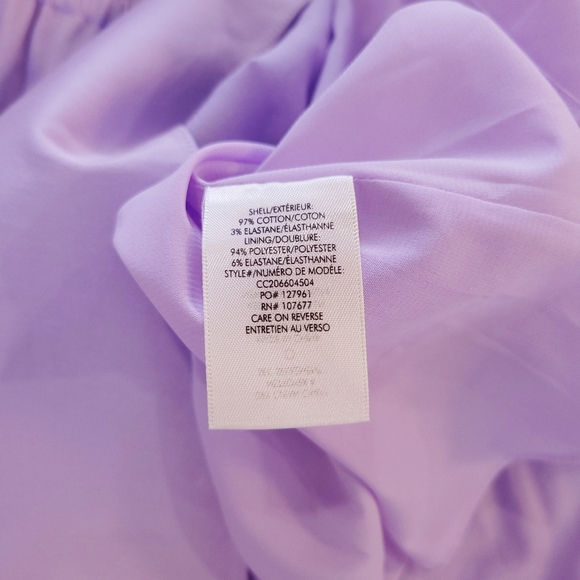 SHELL/EXTÉRIEUR:
97% COTTON/COTON
3% ELASTANE/ÉLASTHANNE
LINING/DOUBLURE:
94% POLYESTER/POLYESTER
6% ELASTANE/ÉLASTHANNE
STYLE#/NUMÉRO DE MODÈLE:
CC206604504
PO# 127961
RN# 107677
CARE ON REVERSE
ENTRETIEN AU VERSO